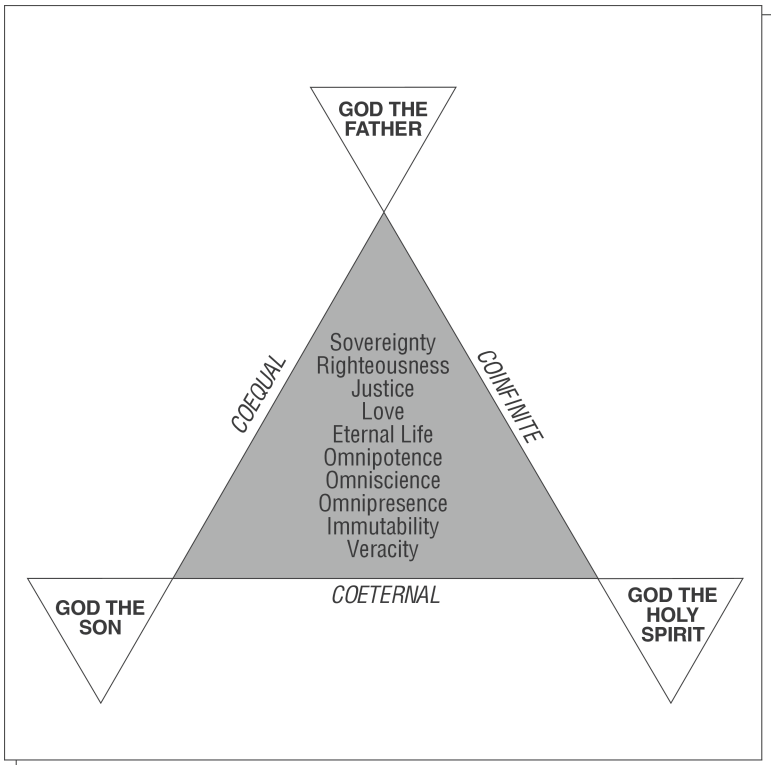 GOD THE
FATHER
COEQUAL
COINFINITE
Sovereignty
Righteousness
Justice
Love
Eternal Life
Omnipotence
Omniscience
Omnipresence
Immutability
Veracity
COETERNAL
GOD THE
SON
GOD THE
HOLY
SPIRIT